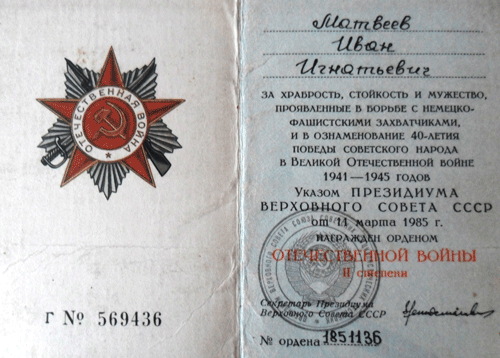 ОТЕЧЕСТВЕННАЯ ВОЙНА
Г № 569436
Матвеев
Иван
Игнатьевич
ЗА ХРАБРОСТЬ, СТОЙКОСТЬ И МУЖЕСТВО,
ПРОЯВЛЕННЫЕ В БОРЬБЕ С НЕМЕЦКО-
ФАШИСТСКИМИ ЗАХВАТЧИКАМИ,
И В ОЗНАМЕНОВАНИЕ 40-ЛЕТИЯ
ПОБЕДЫ СОВЕТСКОГО НАРОДА
В ВЕЛИКОЙ ОТЕЧЕСТВЕННОЙ ВОЙНЕ
1941—1945 ГОДОВ
УКАЗОМ ПРЕЗИДИУМА
ВЕРХОВНОГО СОВЕТА СССР
от 11 марта 1985 г.
НАГРАЖДЕН ОРДЕНОМ
ОТЕЧЕСТВЕННОЙ ВОЙНЫ
II степени
Секретарь Президиума
Верховного Совета СССР
№ ордена 1851136